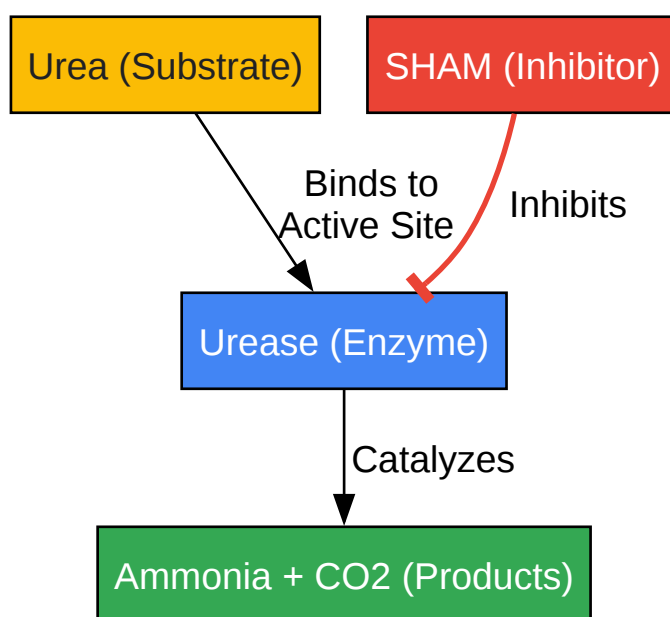 Urea (Substrate)
SHAM (Inhibitor)
Binds to
Active Site
Inhibits
Urease (Enzyme)
Catalyzes
Ammonia + CO2 (Products)